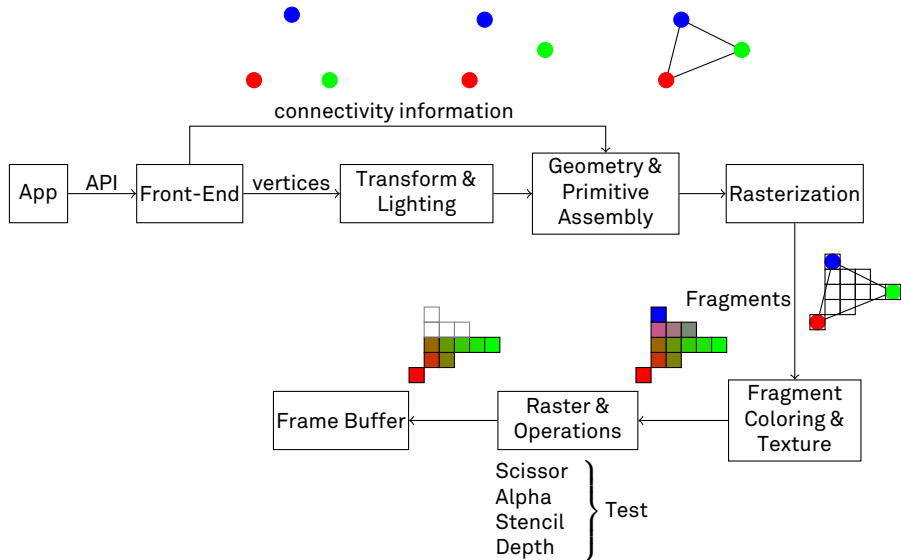 connectivity information
App
API
Front-End
vertices
Transform &
Lighting
Geometry &
Primitive
Assembly
Rasterization
Fragments
Frame Buffer
Raster &
Operations
Fragment
Coloring &
Texture
Scissor
Alpha
Stencil
Depth
Test